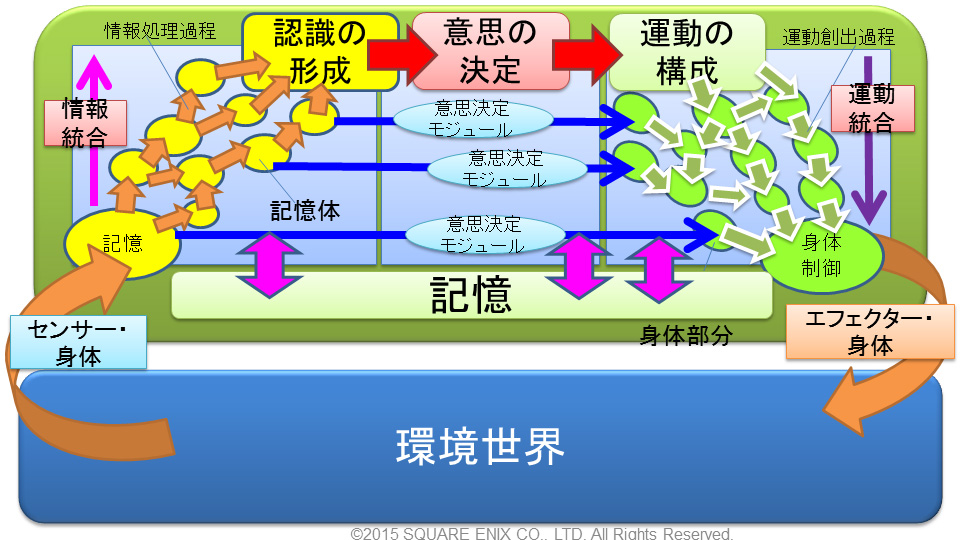 情報処理過程
認識の
形成
意思の
決定
運動の
構成
運動創出過程
情報
統合
意思決定
モジュール
運動
統合
意思決定
モジュール
記憶体
意思決定
モジュール
記憶
身体
制御
記憶
センサー・
身体
身体部分
エフェクター・
身体
環境世界
©2015 SQUARE ENIX CO., LTD. All Rights Reserved.